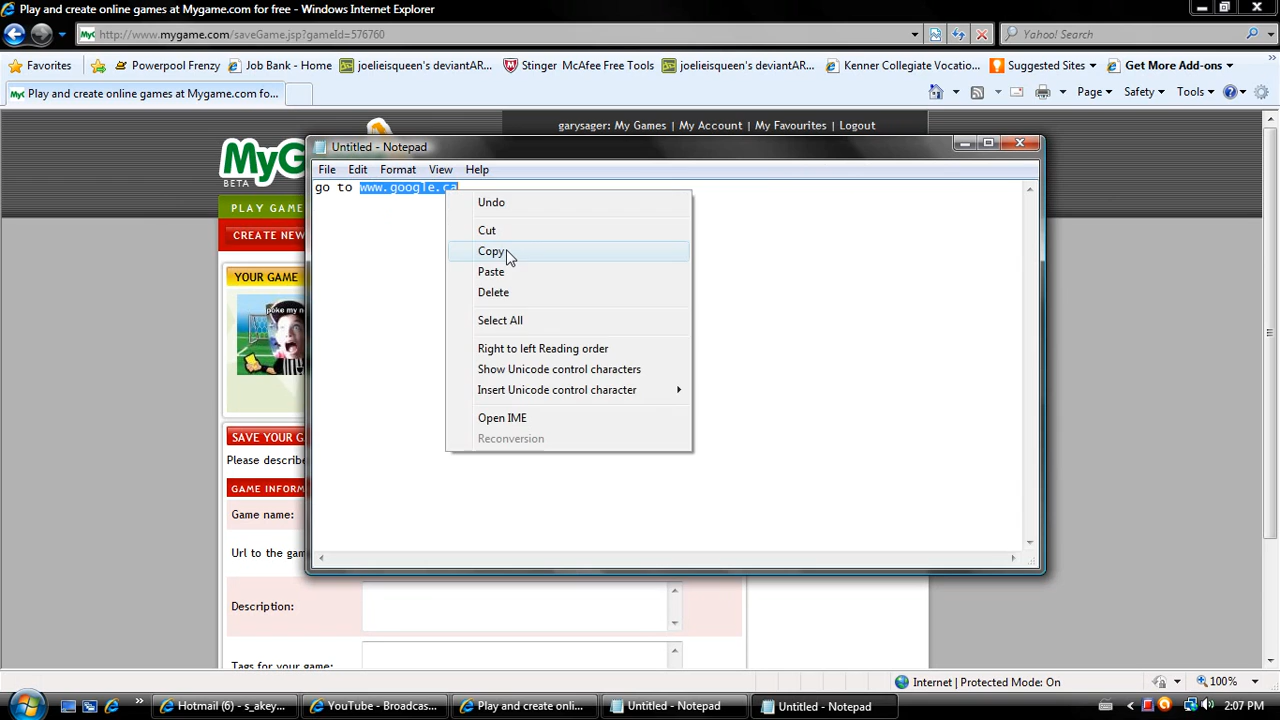 Play and create online games at Mygame.com for free - Windows Internet Explorer
http://www.mygame.com/saveGame.jsp?gameId=576760
Yahoo! Search
Favorites Powerpool Frenzy Job Bank - Home joelieisqueen's deviantAR... Stinger McAfee Free Tools joelieisqueen's deviantAR... Kenner Collegiate Vocatio... Suggested Sites Get More Add-ons
Play and create online games at Mygame.com fo...
Page Safety Tools
garysager: My Games | My Account | My Favourites | Logout
MyG
BETA
Untitled - Notepad
File Edit Format View Help
go to www.google.ca
Undo
Cut
Copy
Paste
Delete
Select All
Right to left Reading order
Show Unicode control characters
Insert Unicode control character
Open IME
Reconversion
PLAY GAME
CREATE NEW
YOUR GAME
poke my n
SAVE YOUR GA
Please describe
GAME INFORM
Game name:
Url to the gam
Description:
Tags for your game:
Internet | Protected Mode: On
100%
Hotmail (6) - s_akey...
YouTube - Broadcas...
Play and create onli...
Untitled - Notepad
Untitled - Notepad
2:07 PM